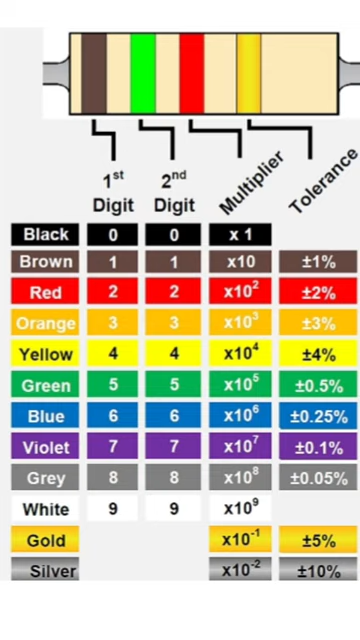 1st Digit
2nd Digit
Multiplier
Tolerance
Black 0 0 x 1
Brown 1 1 x10 ±1%
Red 2 2 x10² ±2%
Orange 3 3 x10³ ±3%
Yellow 4 4 x10⁴ ±4%
Green 5 5 x10⁵ ±0.5%
Blue 6 6 x10⁶ ±0.25%
Violet 7 7 x10⁷ ±0.1%
Grey 8 8 x10⁸ ±0.05%
White 9 9 x10⁹
Gold x10⁻¹ ±5%
Silver x10⁻² ±10%